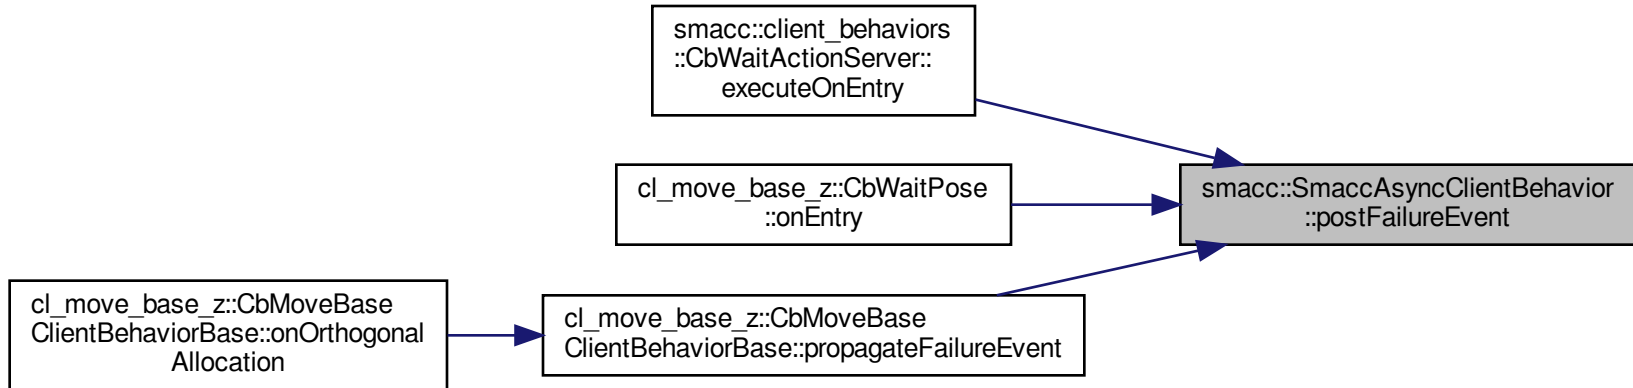 smacc::client_behaviors
::CbWaitActionServer::
executeOnEntry
cl_move_base_z::CbWaitPose
::onEntry
smacc::SmaccAsyncClientBehavior
::postFailureEvent
cl_move_base_z::CbMoveBase
ClientBehaviorBase::onOrthogonal
Allocation
cl_move_base_z::CbMoveBase
ClientBehaviorBase::propagateFailureEvent